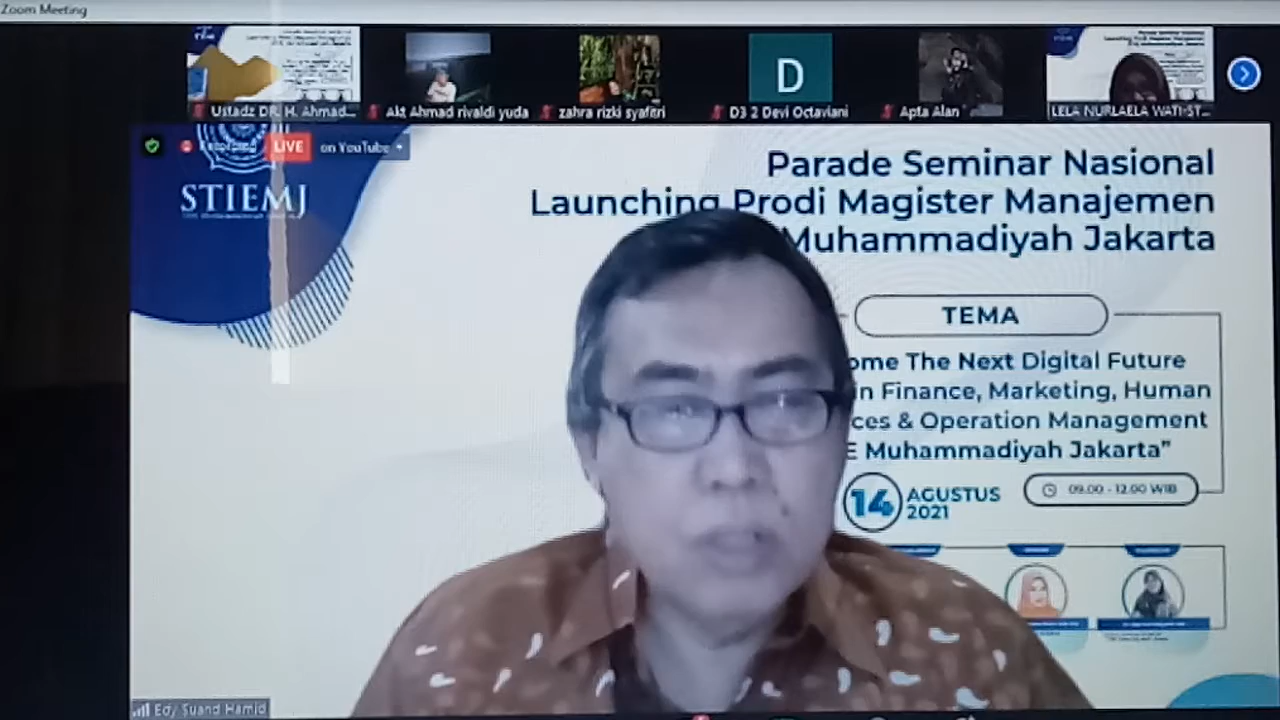 Zoom Meeting
Ustadz DR. H. Ahmad...
Akt Ahmad rivaldi yuda
zahra rizki syafitri
D
D3 2 Devi Octaviani
Apta Alan
LELA NURLAELA WATI-ST...
Recording
LIVE
on YouTube
STIEMJ
Parade Seminar Nasional
Launching Prodi Magister Manajemen
Muhammadiyah Jakarta
TEMA
ome The Next Digital Future
in Finance, Marketing, Human
ces & Operation Management
E Muhammadiyah Jakarta"
14 AGUSTUS
2021
09.00 - 12.00 WIB
Edy Suand Hamid